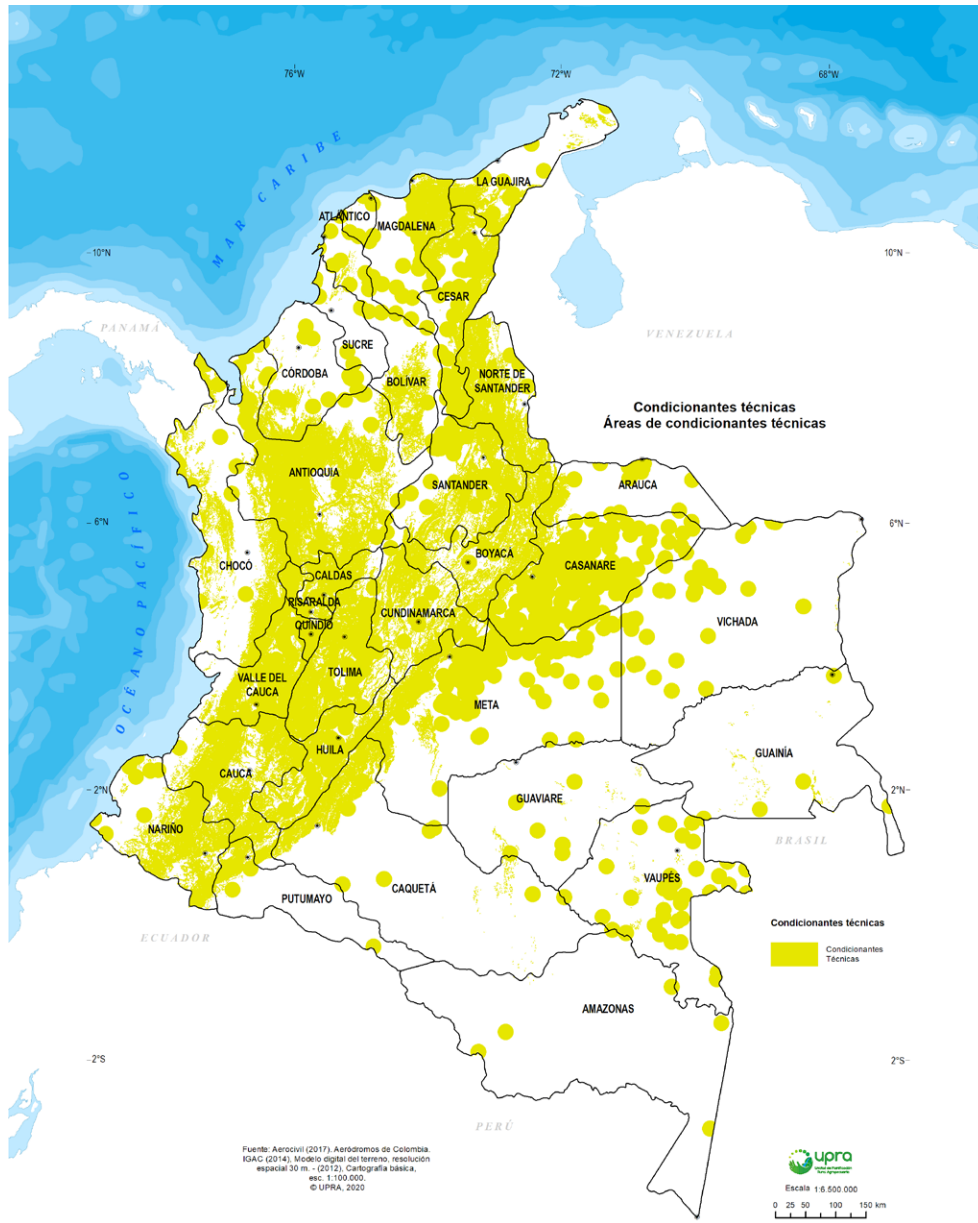 76°W
72°W
68°W
MAR CARIBE
LA GUAJIRA
ATLÁNTICO
MAGDALENA
10°N
10°N
CESAR
PANAMÁ
VENEZUELA
SUCRE
CÓRDOBA
BOLÍVAR
NORTE DE
SANTANDER
Condicionantes técnicas
Áreas de condicionantes técnicas
ANTIOQUIA
SANTANDER
ARAUCA
OCÉANO PACÍFICO
6°N
6°N
CHOCÓ
BOYACÁ
CASANARE
CALDAS
RISARALDA
CUNDINAMARCA
QUINDÍO
VICHADA
VALLE DEL
CAUCA
TOLIMA
META
HUILA
GUAINÍA
CAUCA
2°N
2°N
GUAVIARE
NARIÑO
BRASIL
VAUPÉS
CAQUETÁ
PUTUMAYO
ECUADOR
Condicionantes técnicas
Condicionantes
Técnicas
AMAZONAS
2°S
2°S
PERÚ
Fuente: Aerocivil (2017). Aeródromos de Colombia.
IGAC (2014), Modelo digital del terreno, resolución
espacial 30 m. - (2012), Cartografía básica,
esc. 1:100.000.
© UPRA, 2020
upra
Escala 1:6.500.000
0 25 50 100 150 km